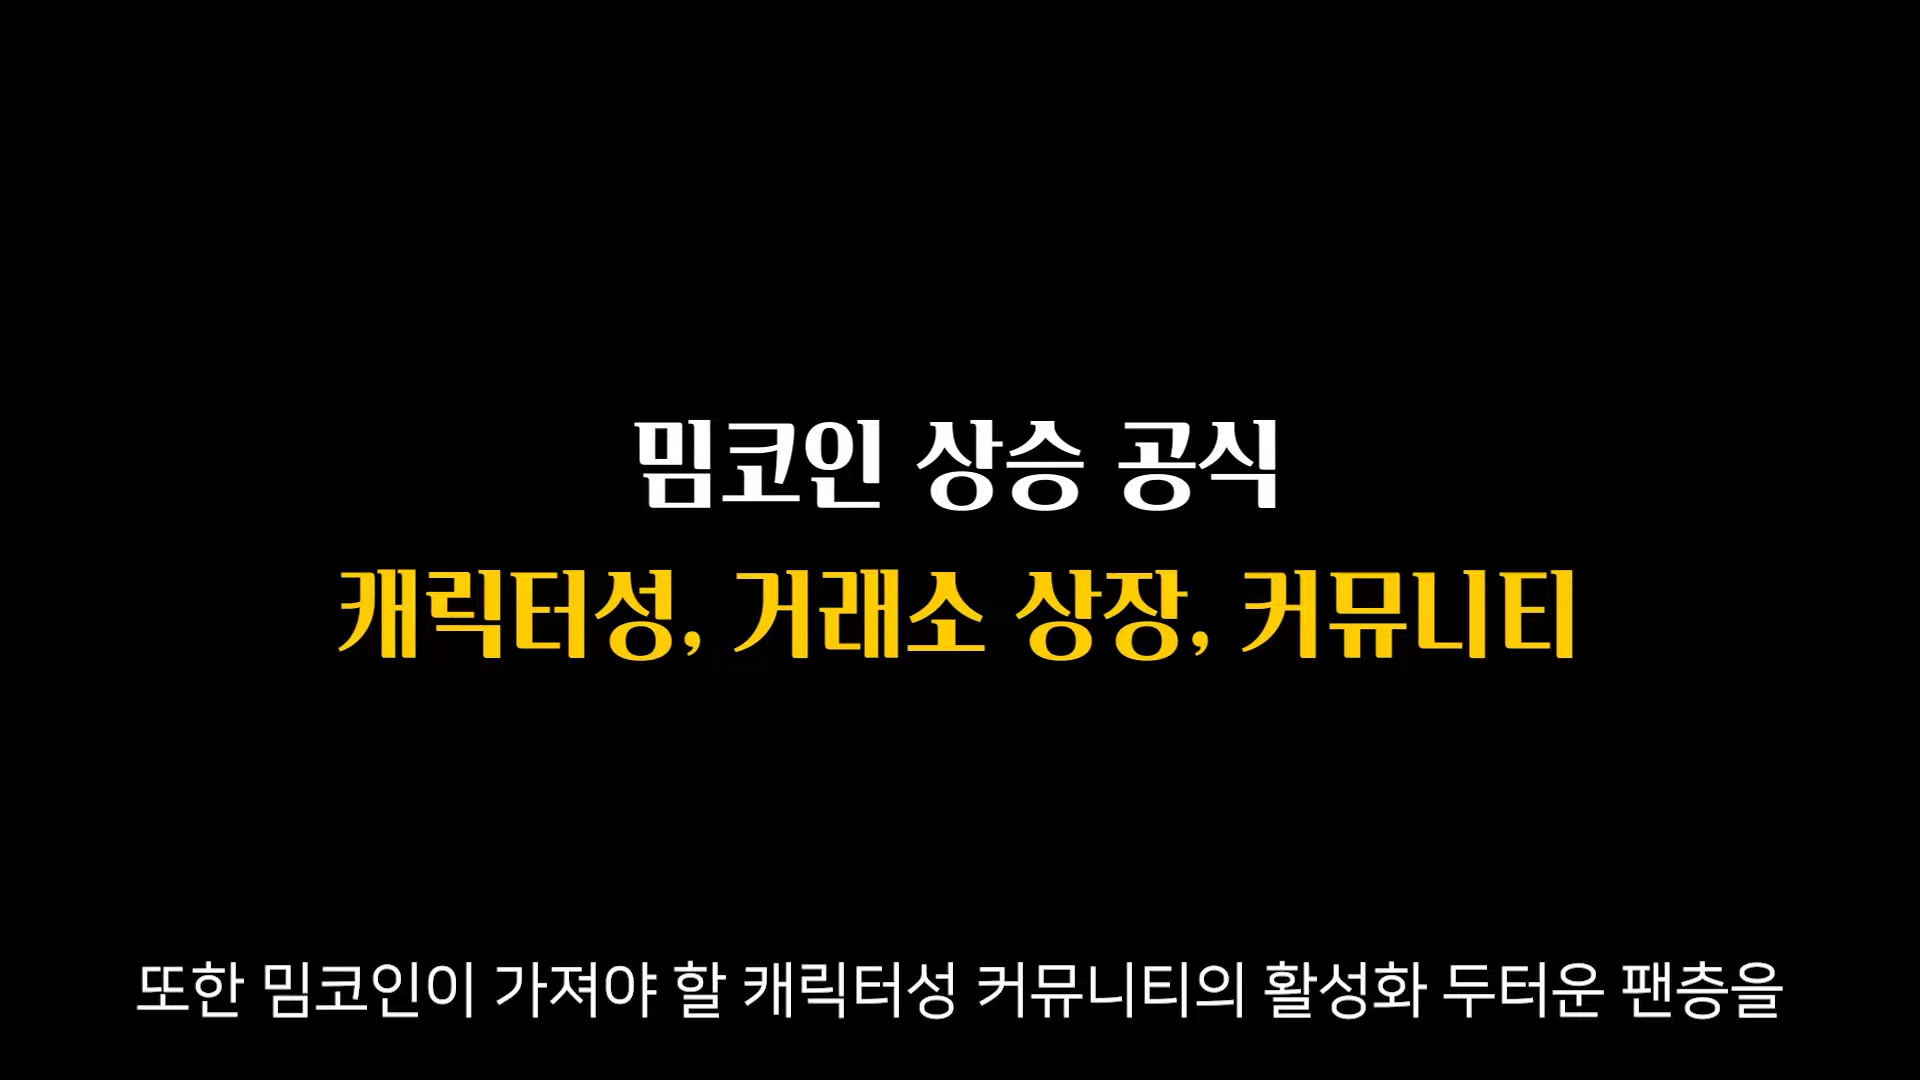 밈코인 상승 공식
캐릭터성, 거래소 상장, 커뮤니티
또한 밈코인이 가져야 할 캐릭터성 커뮤니티의 활성화 두터운 팬층을